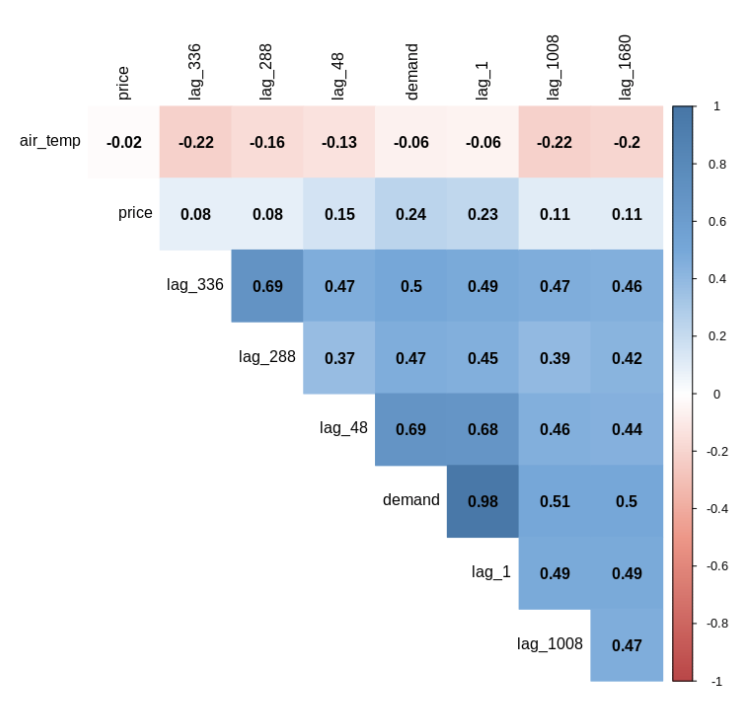 price lag_336 lag_288 lag_48 demand lag_1 lag_1008 lag_1680
air_temp -0.02 -0.22 -0.16 -0.13 -0.06 -0.06 -0.22 -0.2
price 0.08 0.08 0.15 0.24 0.23 0.11 0.11
lag_336 0.69 0.47 0.5 0.49 0.47 0.46
lag_288 0.37 0.47 0.45 0.39 0.42
lag_48 0.69 0.68 0.46 0.44
demand 0.98 0.51 0.5
lag_1 0.49 0.49
lag_1008 0.47
1
0.8
0.6
0.4
0.2
0
-0.2
-0.4
-0.6
-0.8
-1